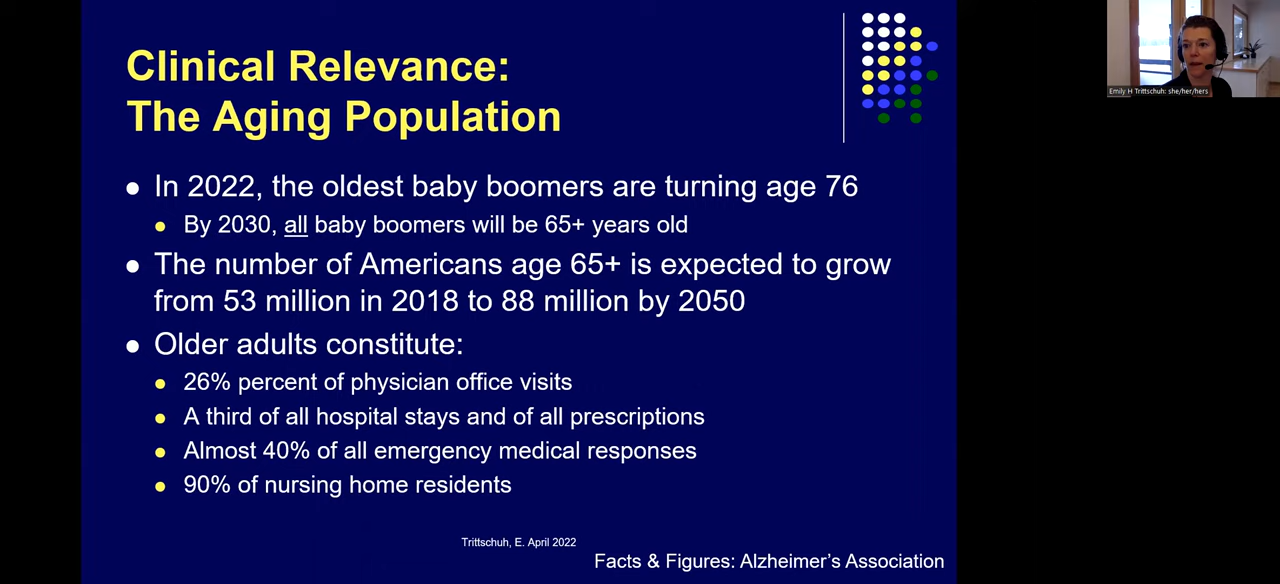 Clinical Relevance:
The Aging Population
In 2022, the oldest baby boomers are turning age 76
By 2030, all baby boomers will be 65+ years old
The number of Americans age 65+ is expected to grow
from 53 million in 2018 to 88 million by 2050
Older adults constitute:
26% percent of physician office visits
A third of all hospital stays and of all prescriptions
Almost 40% of all emergency medical responses
90% of nursing home residents
Trittschuh, E. April 2022
Facts & Figures: Alzheimer's Association
Emily H Trittschuh: she/her/hers